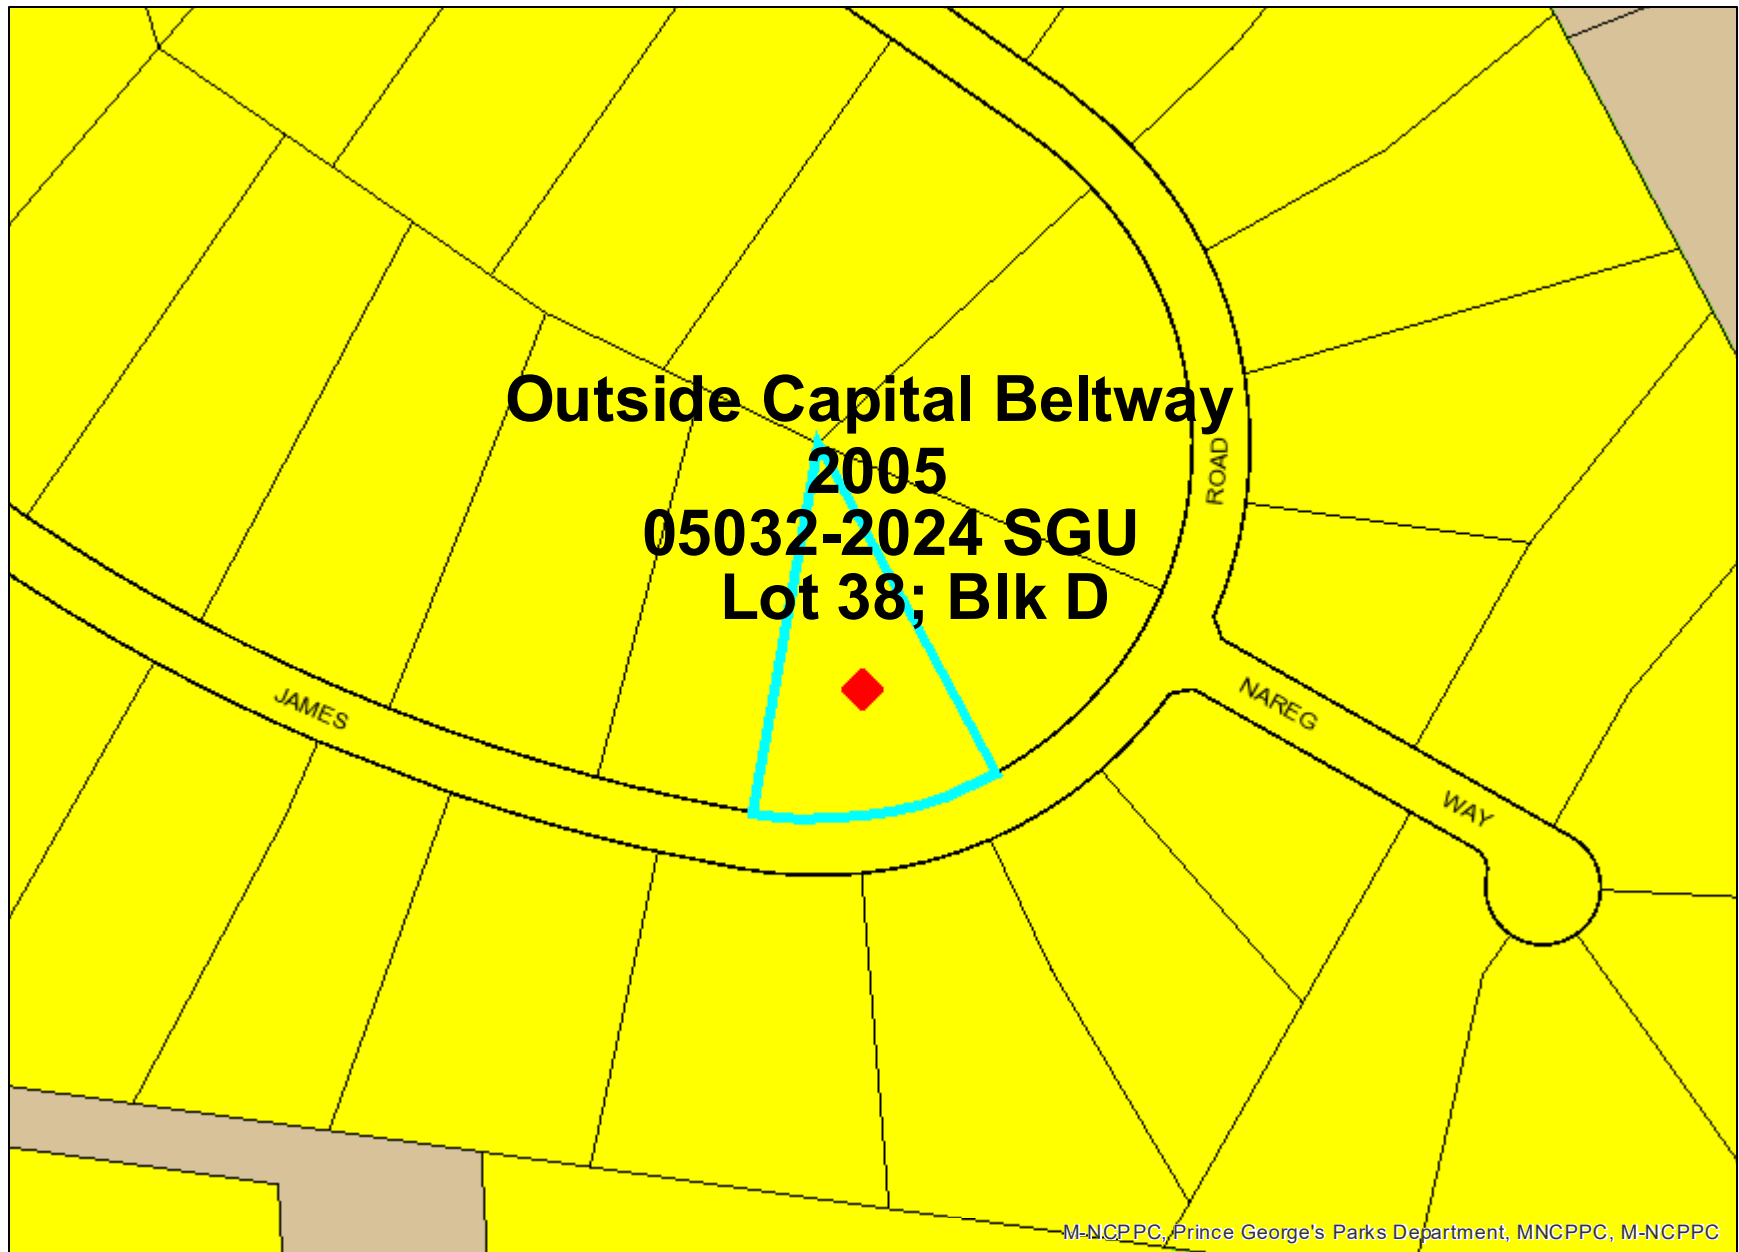 Outside Capital Beltway
2005
05032-2024 SGU
Lot 38; Blk D
ROAD
JAMES
NAREG
WAY
M-NCPPC, Prince George's Parks Department, MNCPPC, M-NCPPC